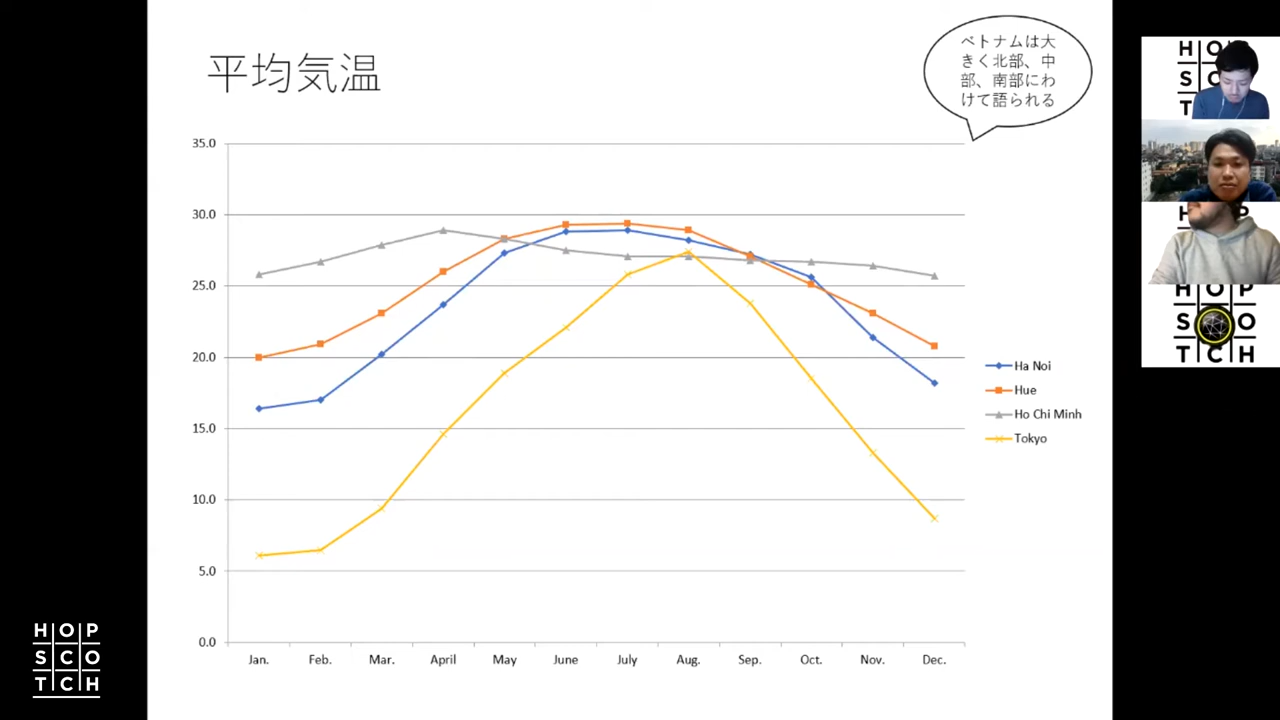 平均気温
ベトナムは大
きく北部、中
部、南部にわ
けて語られる
35.0
30.0
25.0
20.0
15.0
10.0
5.0
0.0
Jan.
Feb.
Mar.
April
May
June
July
Aug.
Sep.
Oct.
Nov.
Dec.
Ha Noi
Hue
Ho Chi Minh
Tokyo
HOP
SCO
TCH
HO
S C
T
H P
HOP
S O
TCH